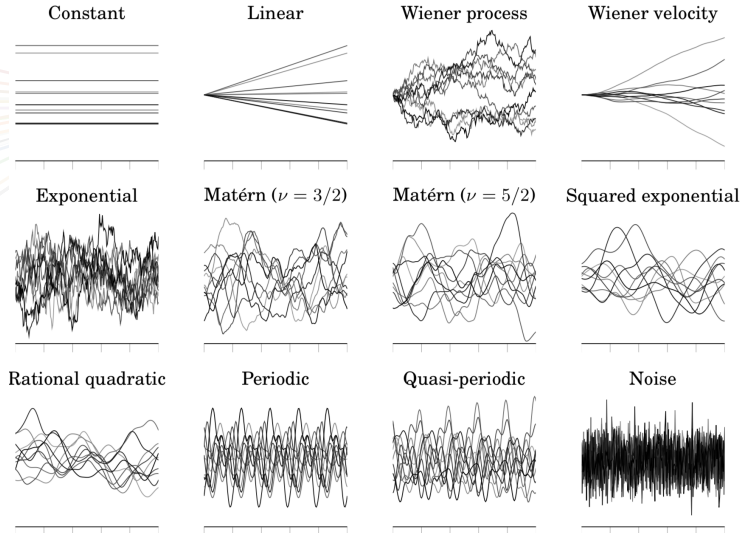 Constant Linear Wiener process Wiener velocity
Exponential Matérn (ν = 3/2) Matérn (ν = 5/2) Squared exponential
Rational quadratic Periodic Quasi-periodic Noise